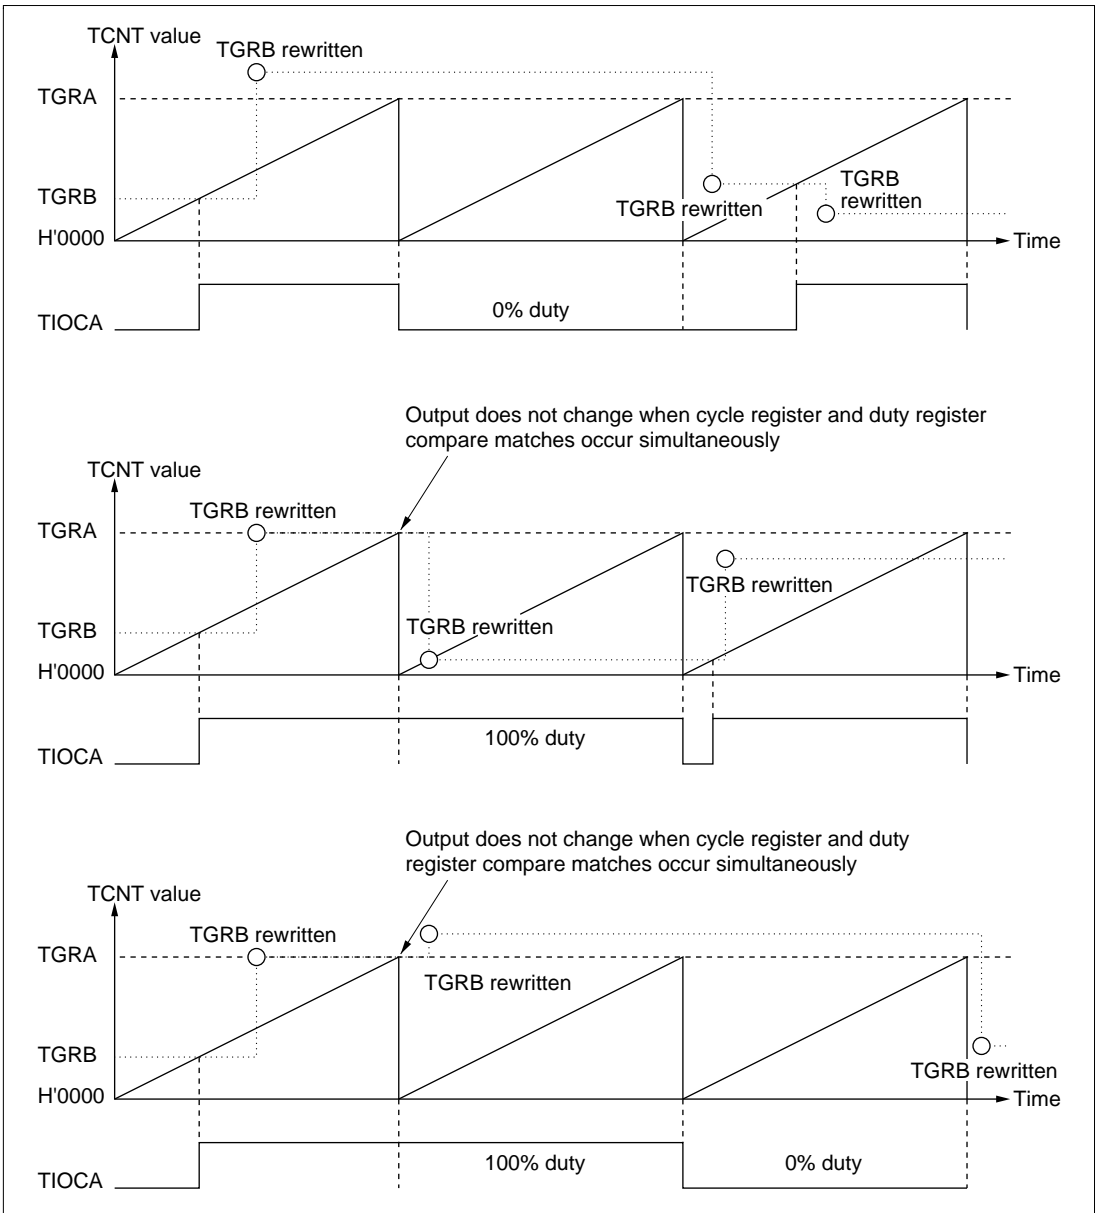 TCNT value
TGRB rewritten
TGRA
TGRB
TGRB
rewritten
TGRB rewritten
H'0000
Time
TIOCA
0% duty
Output does not change when cycle register and duty register
compare matches occur simultaneously
TCNT value
TGRB rewritten
TGRA
TGRB rewritten
TGRB
TGRB rewritten
H'0000
Time
TIOCA
100% duty
Output does not change when cycle register and duty
register compare matches occur simultaneously
TCNT value
TGRB rewritten
TGRA
TGRB rewritten
TGRB
TGRB rewritten
H'0000
Time
TIOCA
100% duty
0% duty